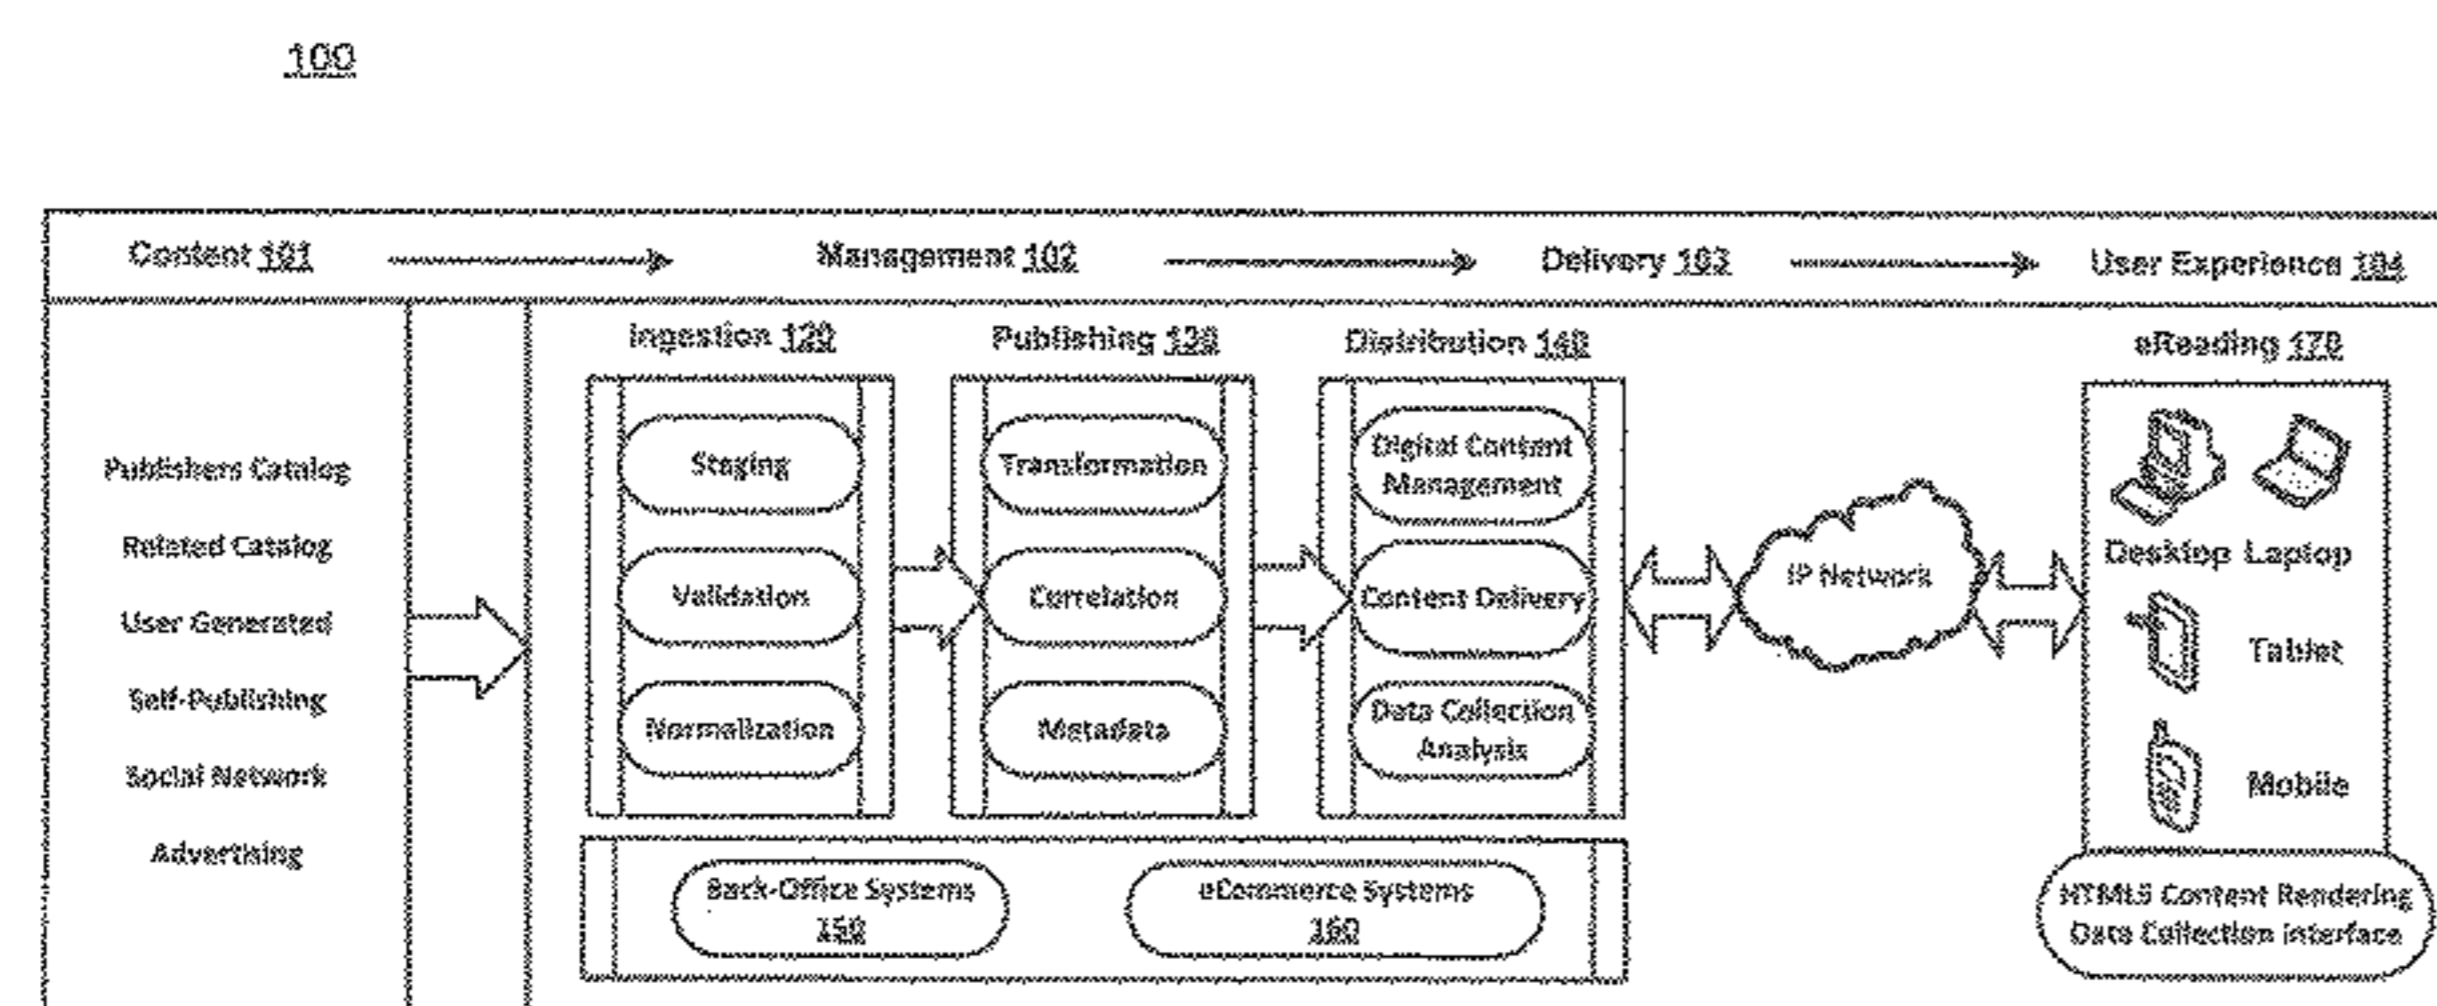 100
Content 101
Management 102
Delivery 103
User Experience 104
Ingestion 120
Publishing 130
Distribution 140
eReading 170
Publishers Catalog
Related Catalog
User Generated
Self-Publishing
Social Network
Advertising
Staging
Validation
Normalization
Transformation
Correlation
Metadata
Digital Content
Management
Content Delivery
Data Collection
Analysis
IP Network
Desktop Laptop
Tablet
Mobile
Back-Office Systems
150
eCommerce Systems
160
HTML5 Content Rendering
Data Collection Interface